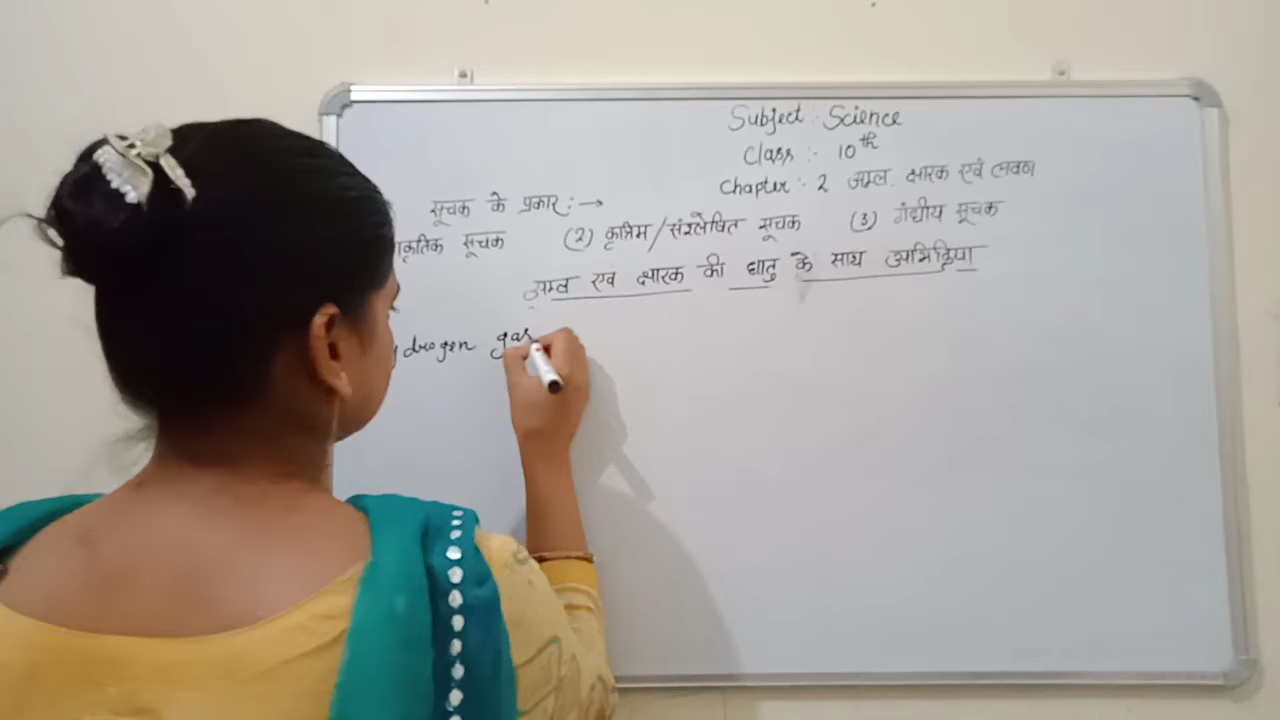 Subject :- Science
Class :- 10th
Chapter :- 2 अम्ल, क्षारक एवं लवण
सूचक के प्रकार :- →
कृतिक सूचक (2) कृत्रिम/संश्लेषित सूचक (3) गंधीय सूचक
अम्ल एवं क्षारक की धातु के साथ अभिक्रिया
drogen gas